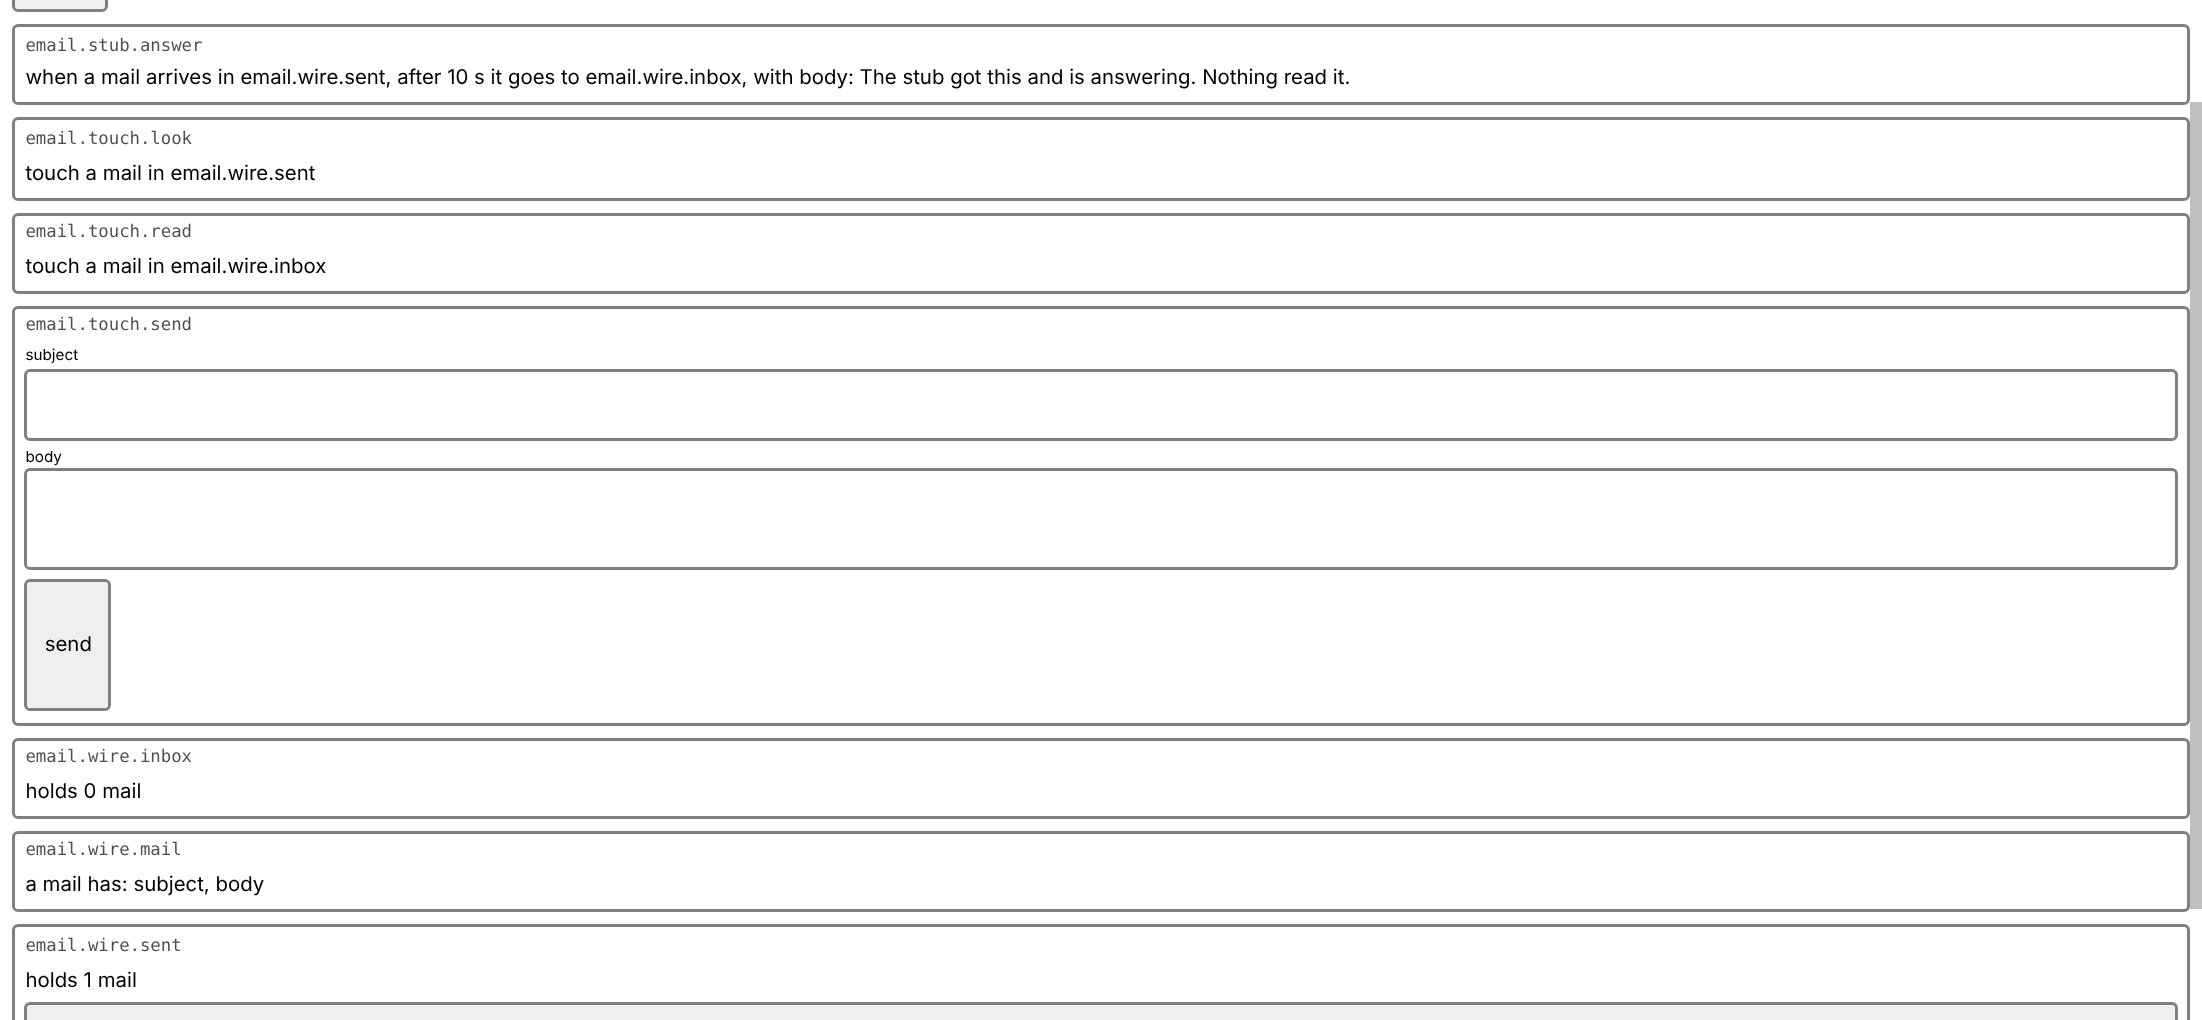 email.stub.answer
when a mail arrives in email.wire.sent, after 10 s it goes to email.wire.inbox, with body: The stub got this and is answering. Nothing read it.
email.touch.look
touch a mail in email.wire.sent
email.touch.read
touch a mail in email.wire.inbox
email.touch.send
subject
body
send
email.wire.inbox
holds 0 mail
email.wire.mail
a mail has: subject, body
email.wire.sent
holds 1 mail